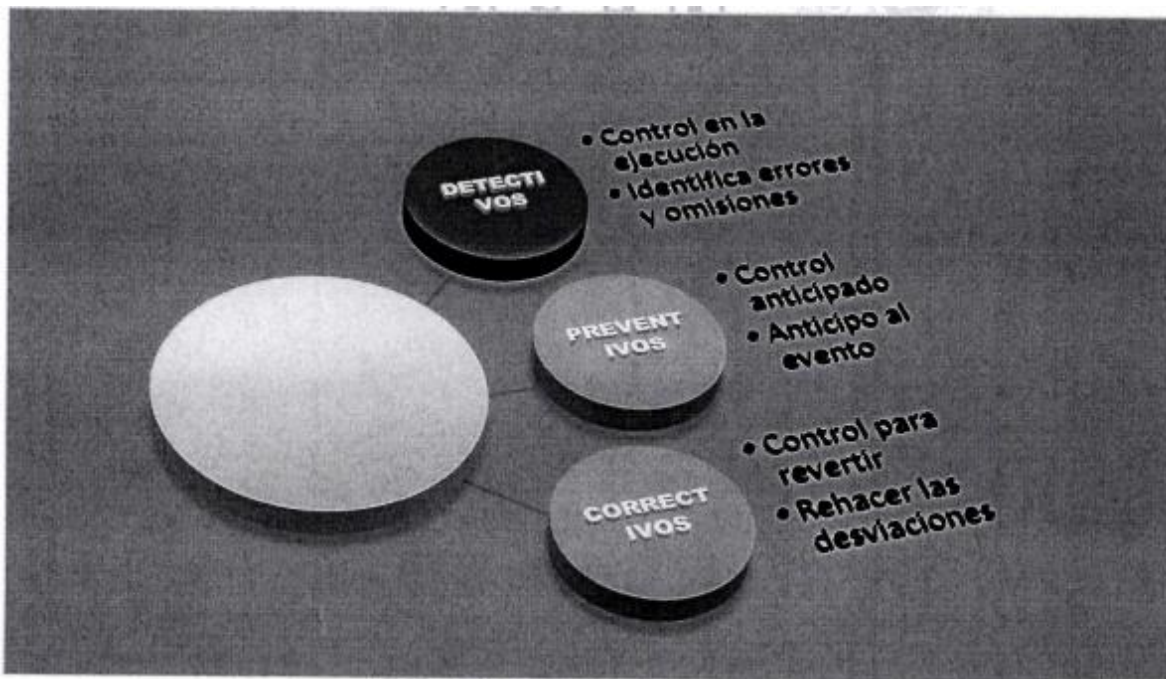 DETECTI
VOS
• Control en la
ejecución
• Identifica errores
y omisiones
PREVENT
IVOS
• Control
anticipado
• Anticipo al
evento
CORRECT
IVOS
• Control para
revertir
• Rehacer las
desviaciones